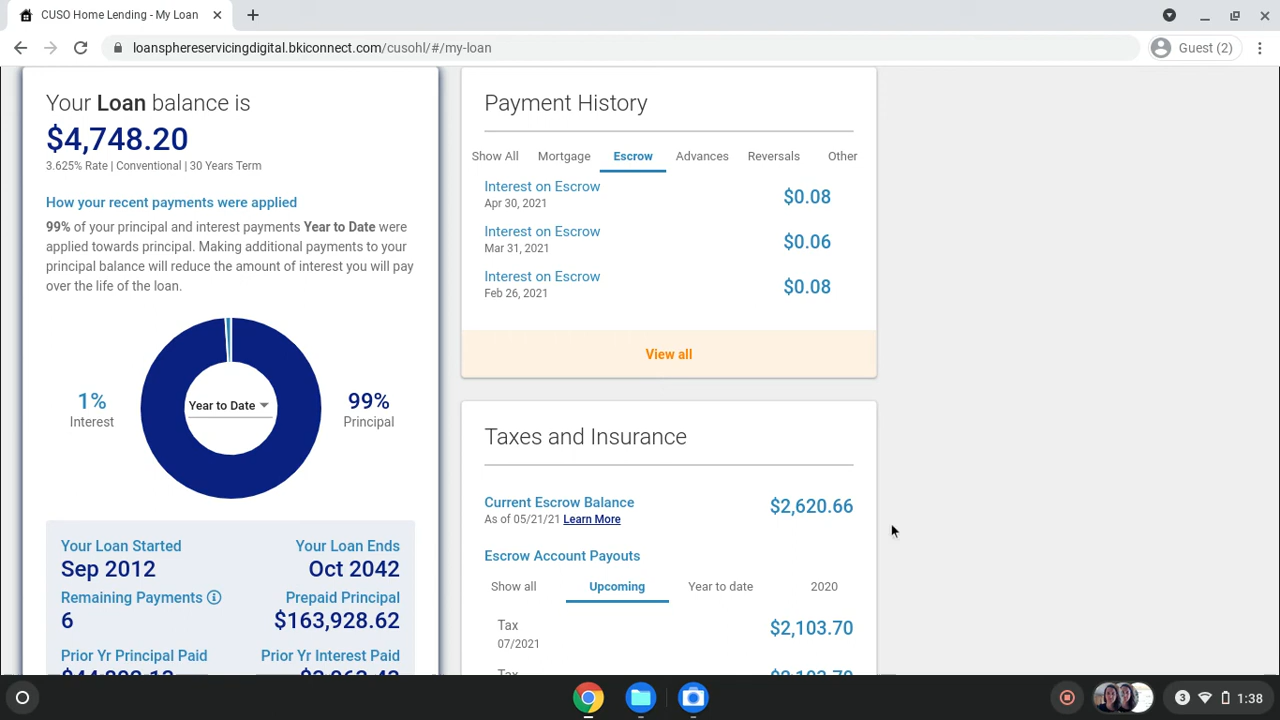 CUSO Home Lending - My Loan
loansphereservicingdigital.bkiconnect.com/cusohl/#/my-loan
Guest (2)
Your Loan balance is
$4,748.20
3.625% Rate | Conventional | 30 Years Term
How your recent payments were applied
99% of your principal and interest payments Year to Date were
applied towards principal. Making additional payments to your
principal balance will reduce the amount of interest you will pay
over the life of the loan.
1%
Interest
Year to Date
99%
Principal
Your Loan Started
Your Loan Ends
Sep 2012
Oct 2042
Remaining Payments
Prepaid Principal
6
$163,928.62
Prior Yr Principal Paid
Prior Yr Interest Paid
Payment History
Show All Mortgage Escrow Advances Reversals Other
Interest on Escrow
Apr 30, 2021
$0.08
Interest on Escrow
Mar 31, 2021
$0.06
Interest on Escrow
Feb 26, 2021
$0.08
View all
Taxes and Insurance
Current Escrow Balance
$2,620.66
As of 05/21/21 Learn More
Escrow Account Payouts
Show all Upcoming Year to date 2020
Tax
07/2021
$2,103.70
Tax
3 1:38